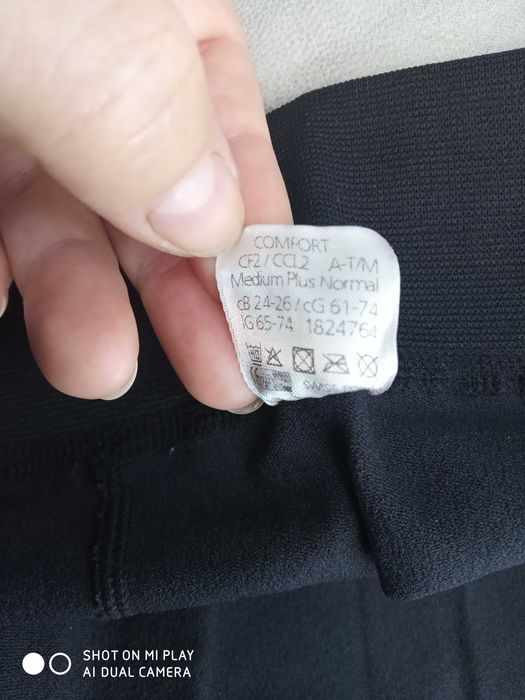 COMFORT
CF2 / CCL2 A-T/M
Medium Plus Normal
cB 24-26 / cG 61-74
lG 65-74 1824764
SWISS
SHOT ON MI PLAY
AI DUAL CAMERA